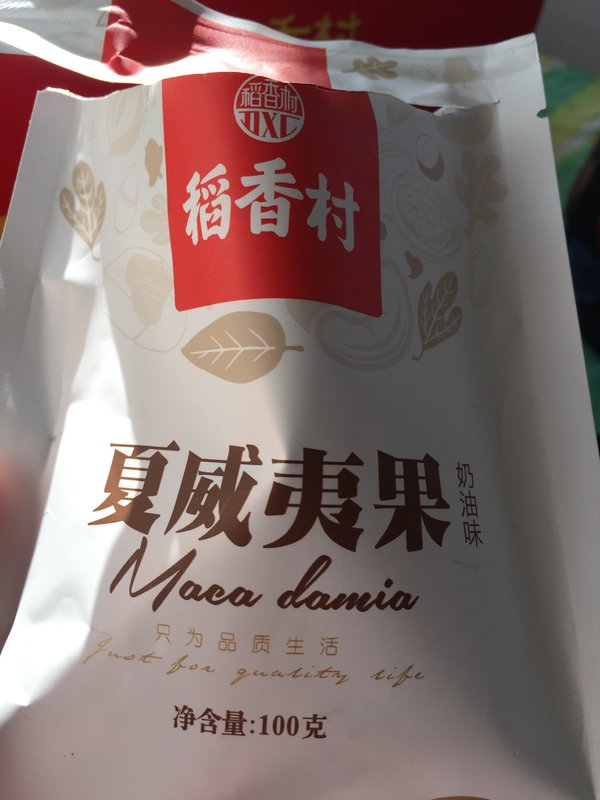 稻香村
DXC
稻香村
夏威夷果
奶油味
Maca damia
只为品质生活
Just for quality life
净含量:100克